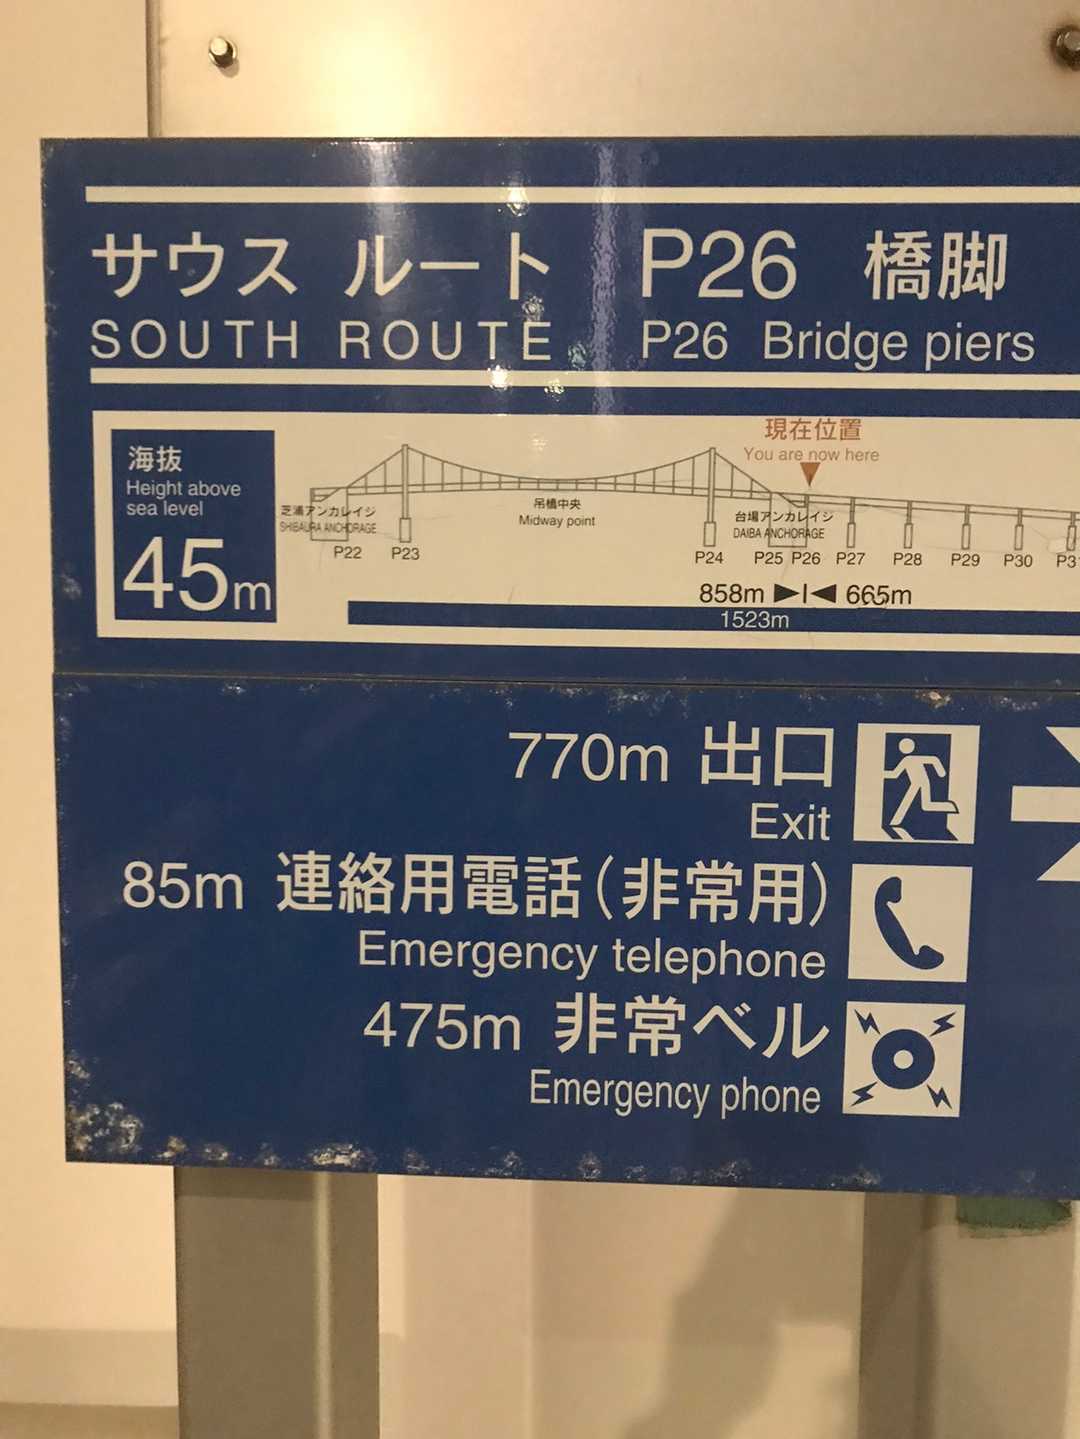 サウス ルート P26 橋脚
SOUTH ROUTE P26 Bridge piers
現在位置
You are now here
海抜
Height above
sea level
45m
芝浦アンカレイジ
SHIBAURA ANCHORAGE
吊橋中央
Midway point
台場アンカレイジ
DAIBA ANCHORAGE
P22 P23 P24 P25 P26 P27 P28 P29 P30 P31
858m ▶|◀ 665m
1523m
770m 出口
Exit
85m 連絡用電話(非常用)
Emergency telephone
475m 非常ベル
Emergency phone